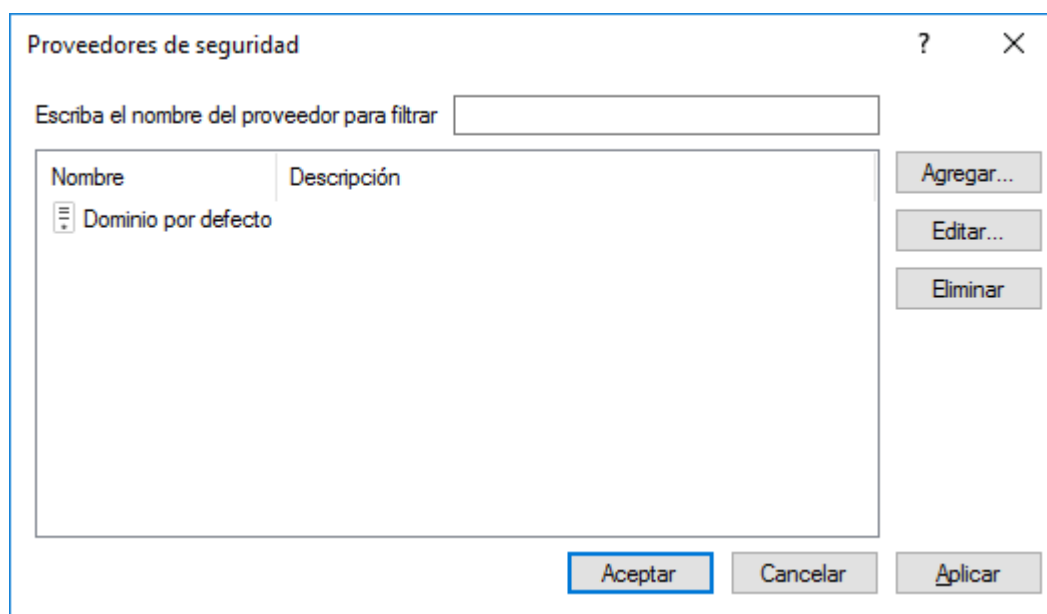 Proveedores de seguridad ?
Escriba el nombre del proveedor para filtrar
Nombre Descripción Agregar...
Dominio por defecto Editar...
Eliminar
Aceptar Cancelar Aplicar